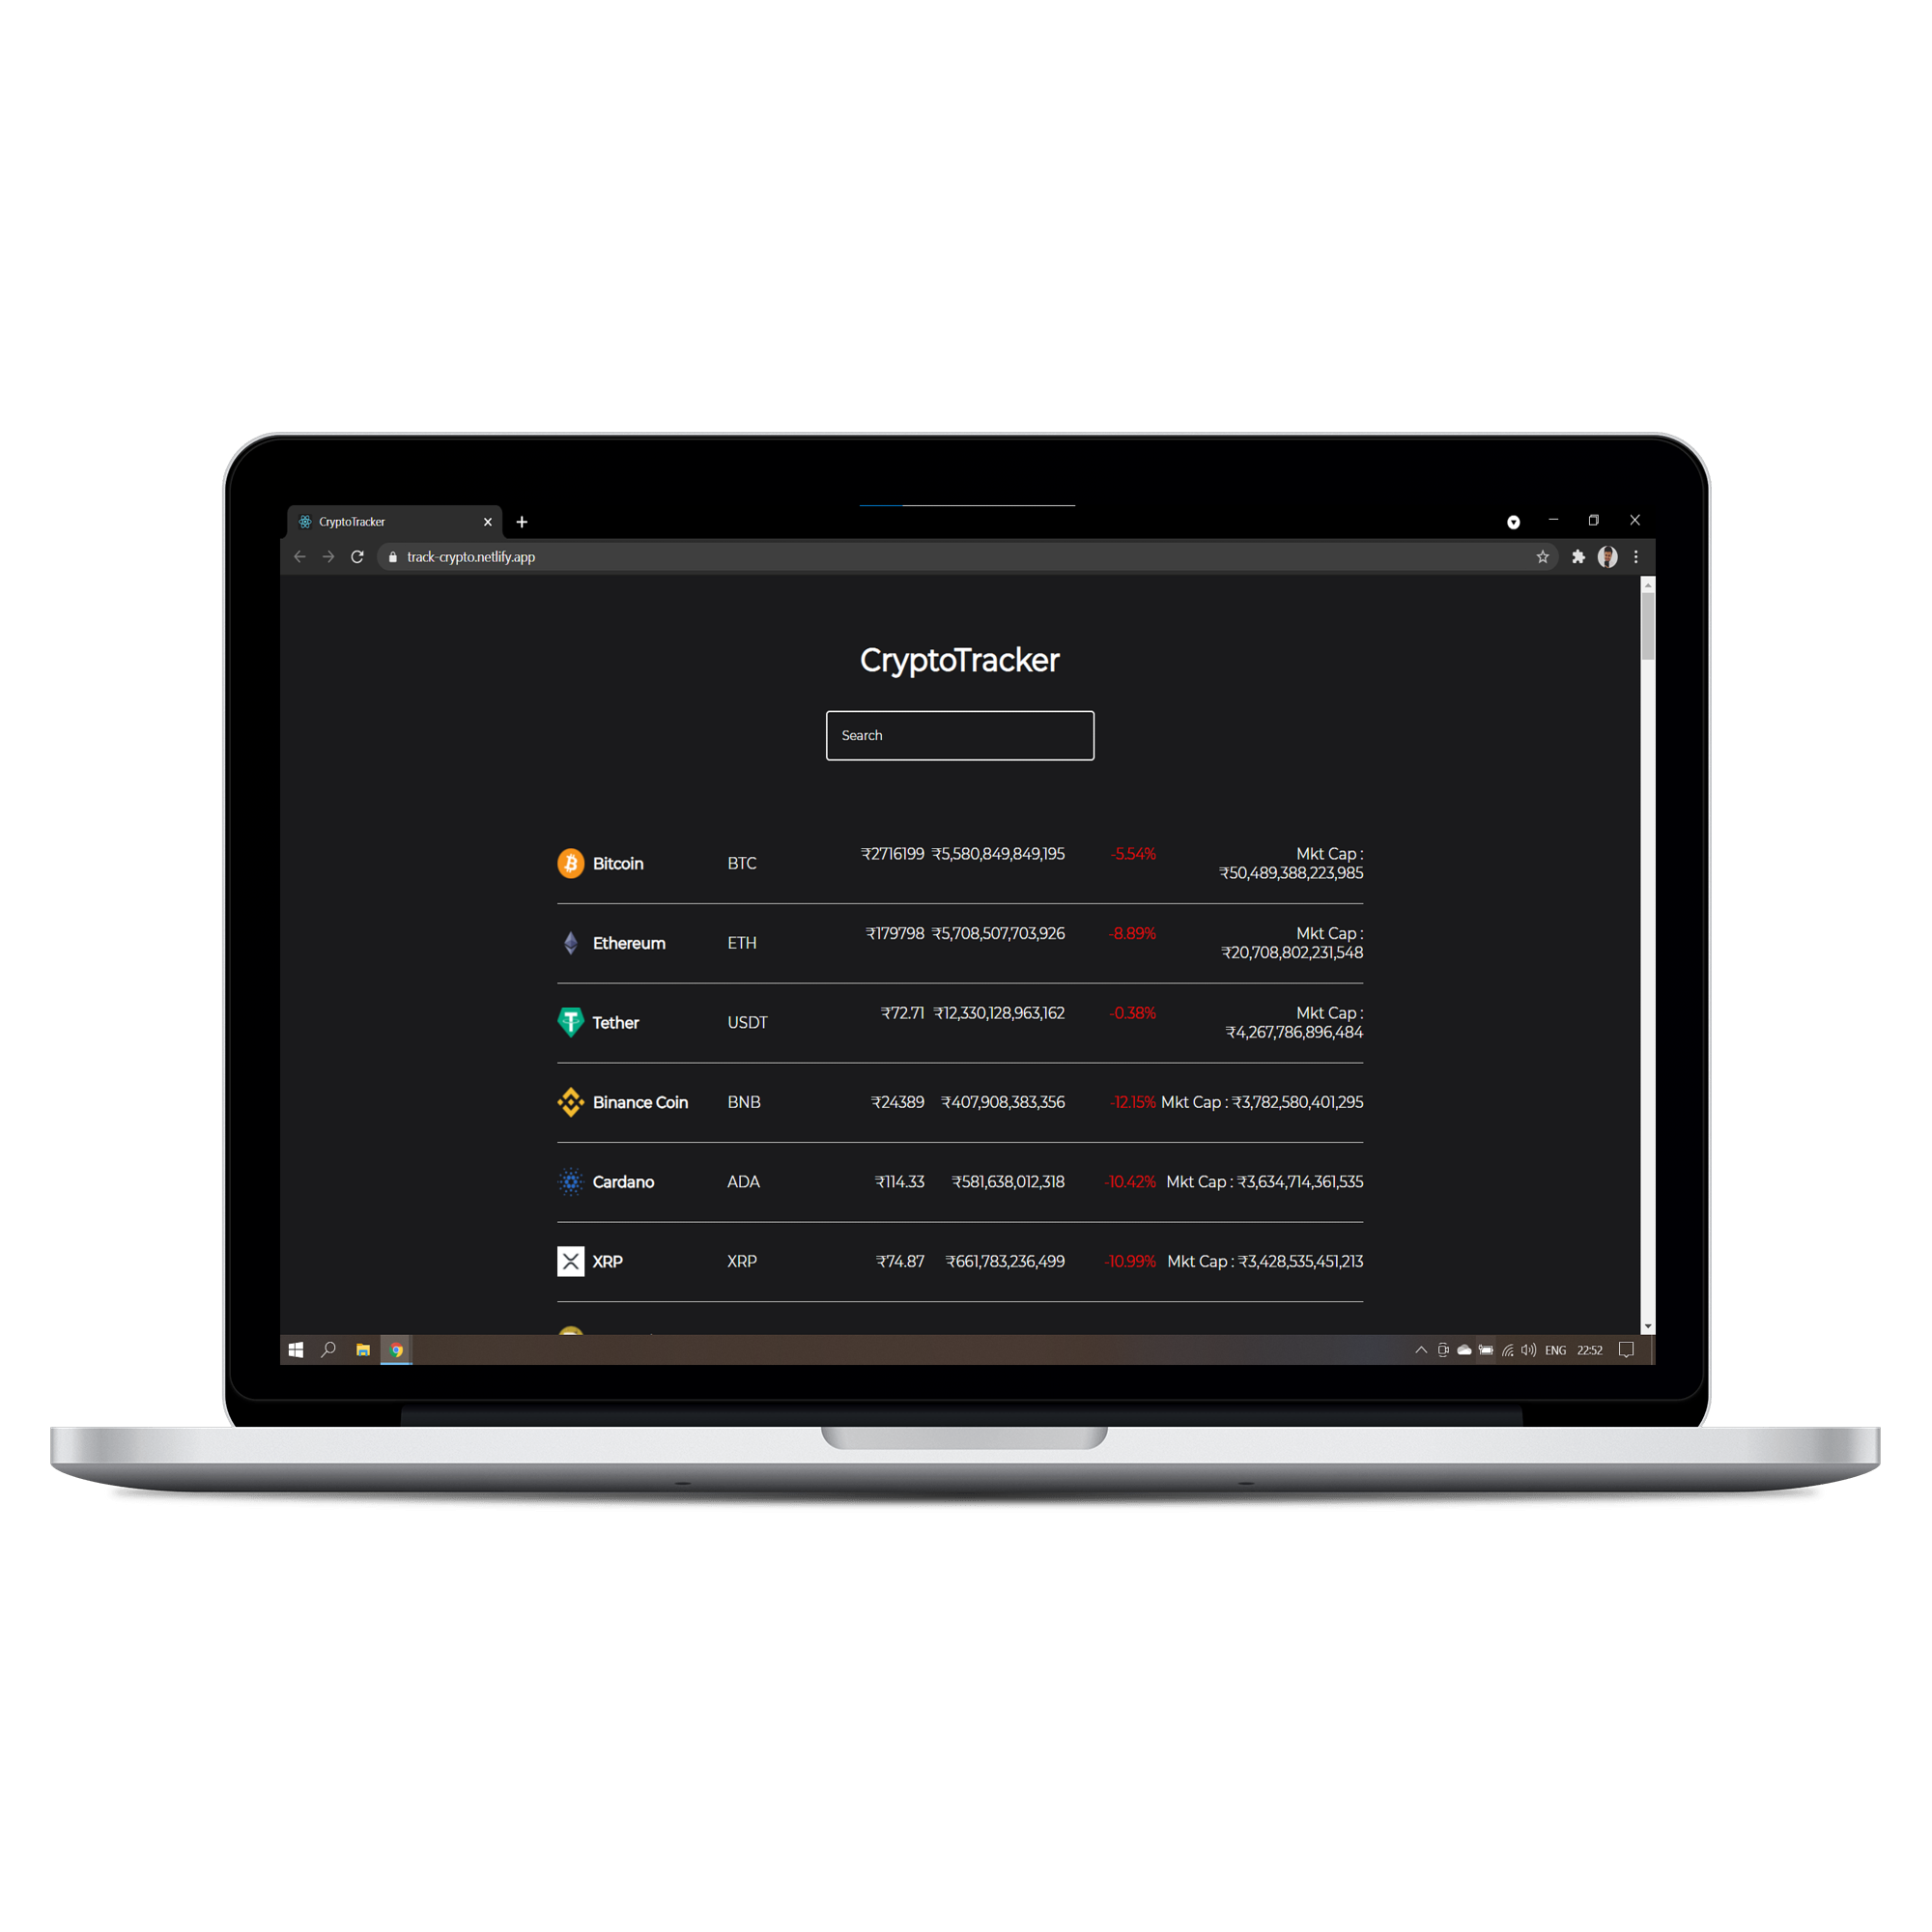 CryptoTracker
track-crypto.netlify.app
CryptoTracker
Search
Bitcoin BTC ₹2716199 ₹5,580,849,849,195 -5.54% Mkt Cap :
₹50,489,388,223,985
Ethereum ETH ₹179798 ₹5,708,507,703,926 -8.89% Mkt Cap :
₹20,708,802,231,548
Tether USDT ₹72.71 ₹12,330,128,963,162 -0.38% Mkt Cap :
₹4,267,786,896,484
Binance Coin BNB ₹24389 ₹407,908,383,356 -12.15% Mkt Cap : ₹3,782,580,401,295
Cardano ADA ₹114.33 ₹581,638,012,318 -10.42% Mkt Cap : ₹3,634,714,361,535
XRP XRP ₹74.87 ₹661,783,236,499 -10.99% Mkt Cap : ₹3,428,535,451,213
ENG 22:52